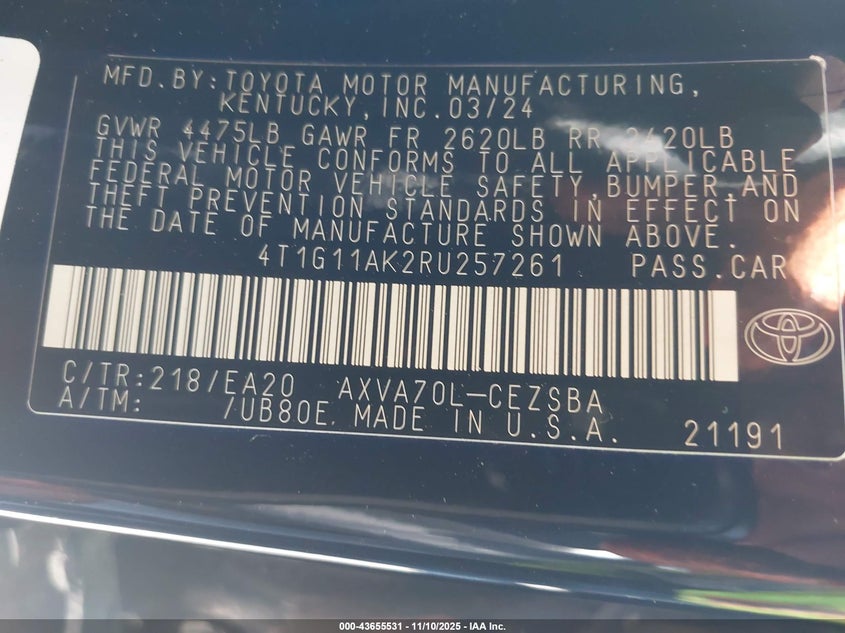 MFD.BY:TOYOTA MOTOR MANUFACTURING,
KENTUCKY,INC.03/24
GVWR 4475LB GAWR FR 2620LB RR 2620LB
THIS VEHICLE CONFORMS TO ALL APPLICABLE
FEDERAL MOTOR VEHICLE SAFETY,BUMPER,AND
THEFT PREVENTION STANDARDS IN EFFECT ON
THE DATE OF MANUFACTURE SHOWN ABOVE.
4T1G11AK2RU257261 PASS.CAR
C/TR:218/EA20 AXVA70L-CEZSBA
A/TM: /UB80E MADE IN U.S.A. 21191
000-43655531 - 11/10/2025 - IAA Inc.